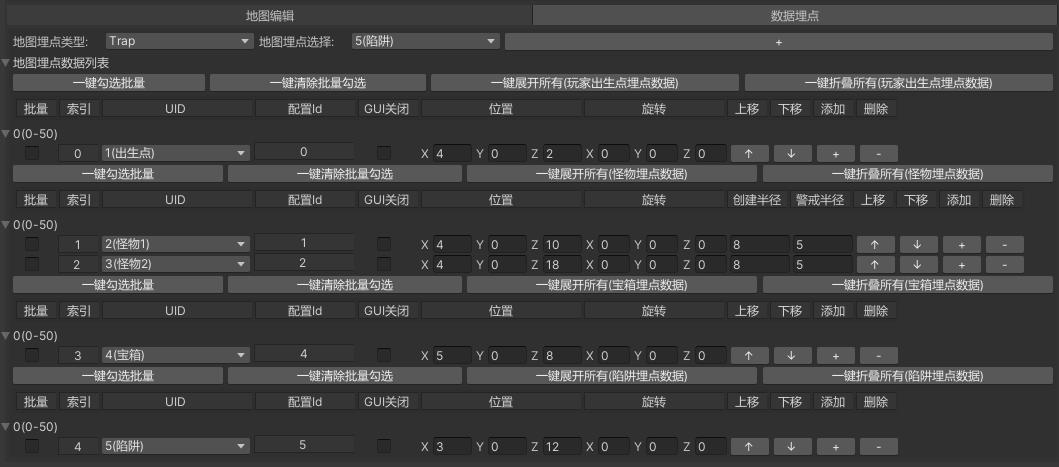 地图编辑 数据埋点
地图埋点类型: Trap 地图埋点选择: 5(陷阱) +
地图埋点数据列表
一键勾选批量 一键清除批量勾选 一键展开所有(玩家出生点埋点数据) 一键折叠所有(玩家出生点埋点数据)
批量 索引 UID 配置Id GUI关闭 位置 旋转 上移 下移 添加 删除
0(0-50)
0 1(出生点) 0 X 4 Y 0 Z 2 X 0 Y 0 Z 0 ↑ ↓ + -
一键勾选批量 一键清除批量勾选 一键展开所有(怪物埋点数据) 一键折叠所有(怪物埋点数据)
批量 索引 UID 配置Id GUI关闭 位置 旋转 创建半径 警戒半径 上移 下移 添加 删除
0(0-50)
1 2(怪物1) 1 X 4 Y 0 Z 10 X 0 Y 0 Z 0 8 5 ↑ ↓ + -
2 3(怪物2) 2 X 4 Y 0 Z 18 X 0 Y 0 Z 0 8 5 ↑ ↓ + -
一键勾选批量 一键清除批量勾选 一键展开所有(宝箱埋点数据) 一键折叠所有(宝箱埋点数据)
批量 索引 UID 配置Id GUI关闭 位置 旋转 上移 下移 添加 删除
0(0-50)
3 4(宝箱) 4 X 5 Y 0 Z 8 X 0 Y 0 Z 0 ↑ ↓ + -
一键勾选批量 一键清除批量勾选 一键展开所有(陷阱埋点数据) 一键折叠所有(陷阱埋点数据)
批量 索引 UID 配置Id GUI关闭 位置 旋转 上移 下移 添加 删除
0(0-50)
4 5(陷阱) 5 X 3 Y 0 Z 12 X 0 Y 0 Z 0 ↑ ↓ + -